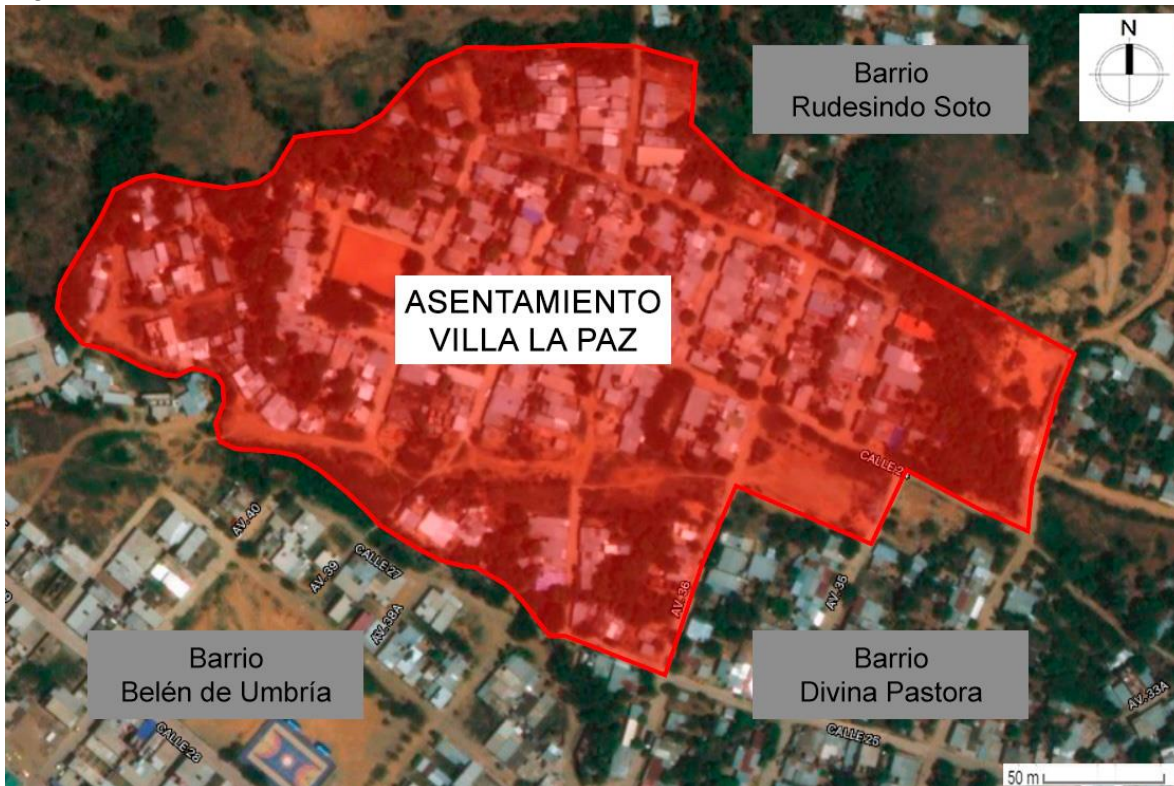 N
Barrio
Rudesindo Soto
ASENTAMIENTO
VILLA LA PAZ
CALLE 2
AV. 40
CALLE 27
AV. 39
AV. 38A
AV. 36
AV. 35
Barrio
Belén de Umbría
Barrio
Divina Pastora
AV. 33A
CALLE 28
CALLE 25
50 m